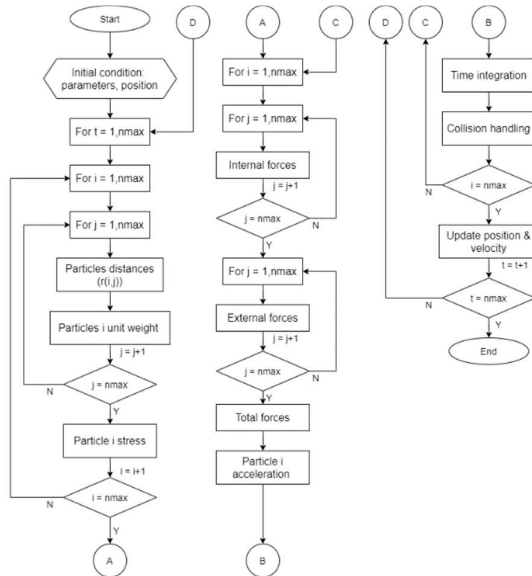 Start
D
Initial condition:
parameters, position
For t = 1,nmax
For i = 1,nmax
For j = 1,nmax
Particles distances
(r(i,j))
Particles i unit weight
j = j+1
j = nmax
N
Y
Particle i stress
i = i+1
i = nmax
N
Y
A
A
C
For i = 1,nmax
For j = 1,nmax
Internal forces
j = j+1
j = nmax
N
Y
For j = 1,nmax
External forces
j = j+1
j = nmax
N
Y
Total forces
Particle i
acceleration
B
D
C
B
Time integration
Collision handling
i = nmax
N
Y
Update position &
velocity
t = t+1
t = nmax
N
Y
End